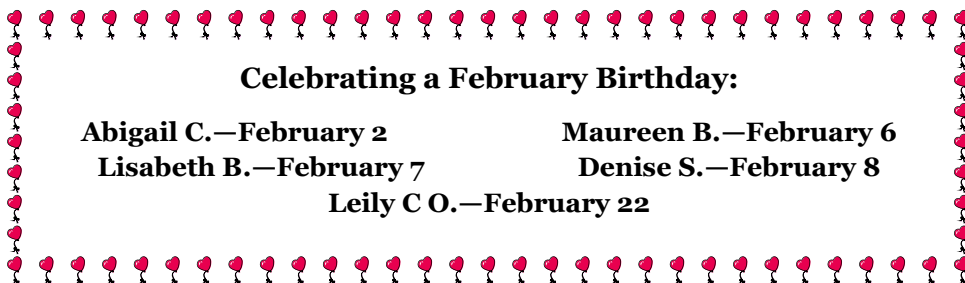 Celebrating a February Birthday:
Abigail C.—February 2 Maureen B.—February 6
Lisabeth B.—February 7 Denise S.—February 8
Leily C O.—February 22